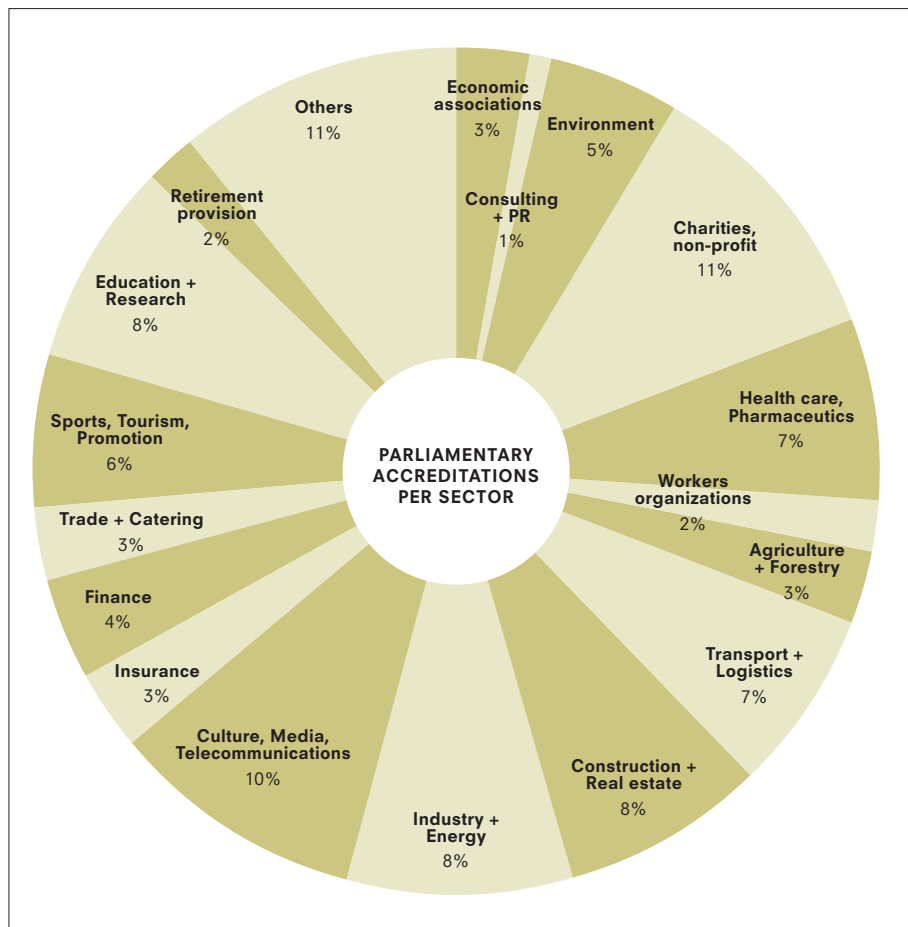 PARLIAMENTARY
ACCREDITATIONS
PER SECTOR
Economic
associations
3%
Consulting
+ PR
1%
Environment
5%
Charities,
non-profit
11%
Health care,
Pharmaceutics
7%
Workers
organizations
2%
Agriculture
+ Forestry
3%
Transport +
Logistics
7%
Construction +
Real estate
8%
Industry +
Energy
8%
Culture, Media,
Telecommunications
10%
Insurance
3%
Finance
4%
Trade + Catering
3%
Sports, Tourism,
Promotion
6%
Education +
Research
8%
Retirement
provision
2%
Others
11%